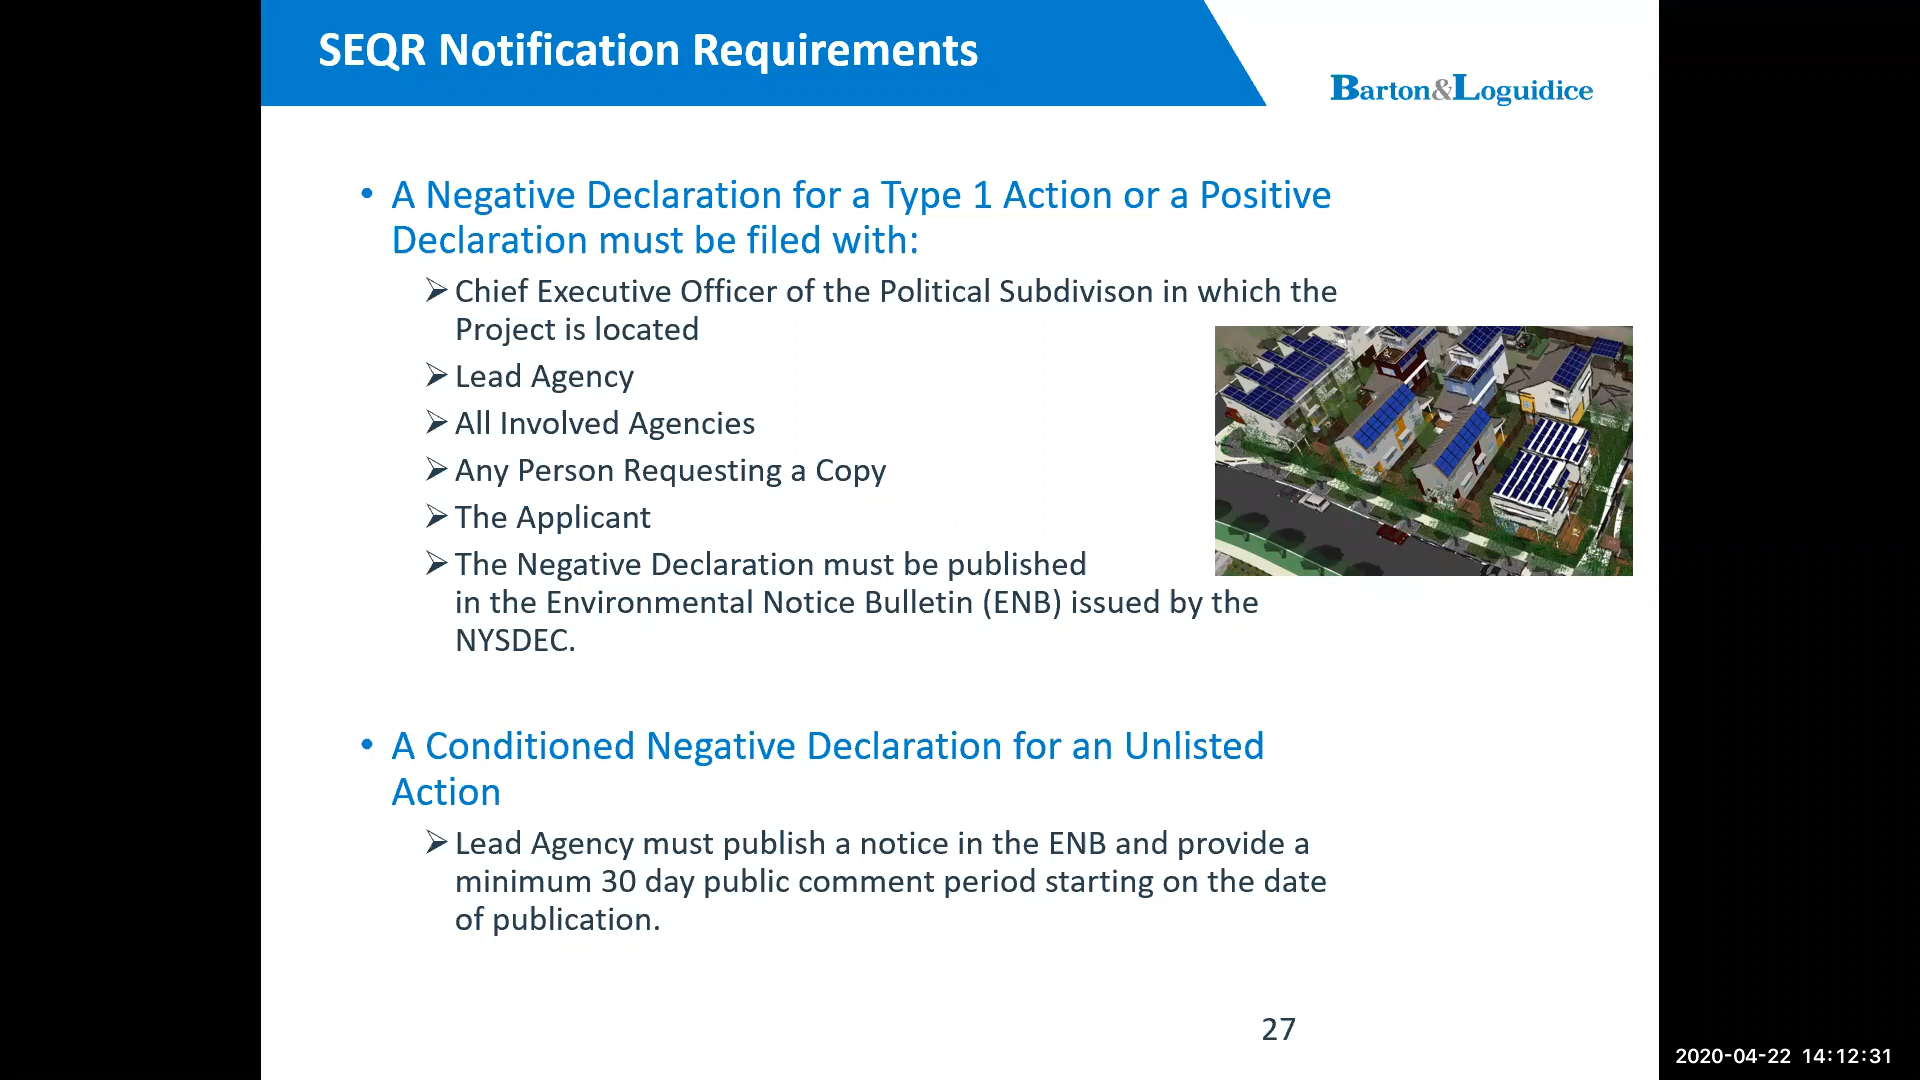 SEQR Notification Requirements
Barton&Loguidice
• A Negative Declaration for a Type 1 Action or a Positive
Declaration must be filed with:
➢ Chief Executive Officer of the Political Subdivison in which the
Project is located
➢ Lead Agency
➢ All Involved Agencies
➢ Any Person Requesting a Copy
➢ The Applicant
➢ The Negative Declaration must be published
in the Environmental Notice Bulletin (ENB) issued by the
NYSDEC.
• A Conditioned Negative Declaration for an Unlisted
Action
➢ Lead Agency must publish a notice in the ENB and provide a
minimum 30 day public comment period starting on the date
of publication.
27
2020-04-22 14:12:31